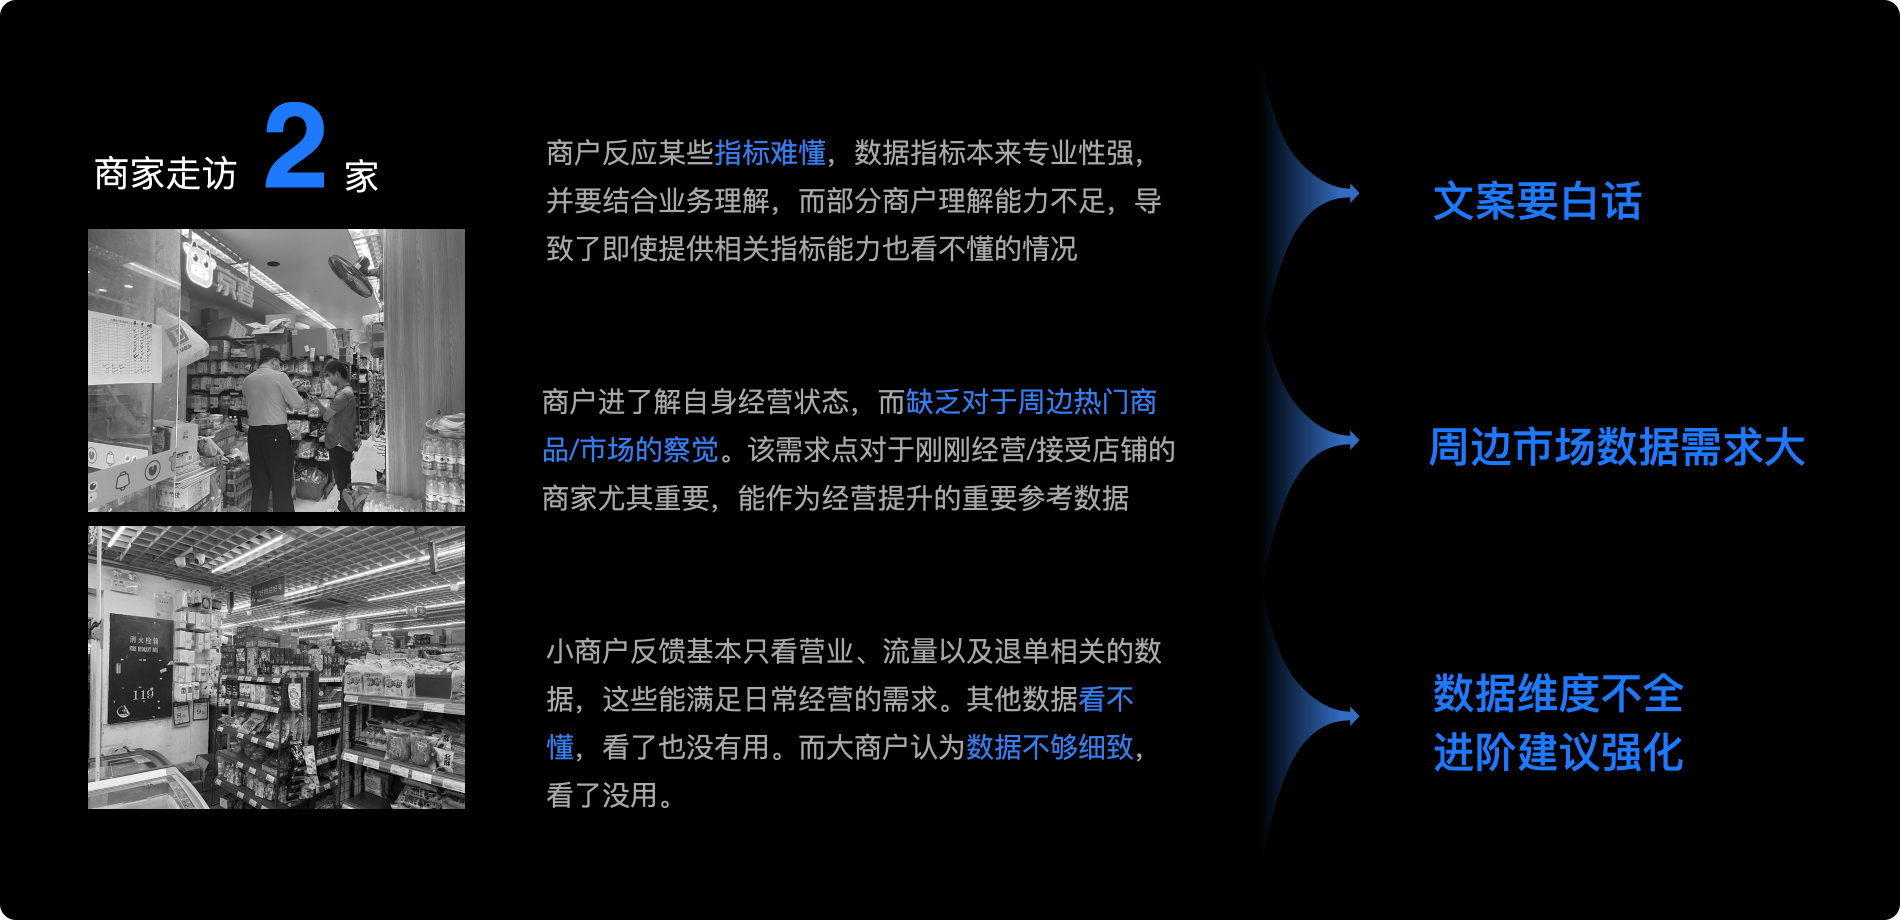 商家走访 2 家
商户反应某些指标难懂，数据指标本来专业性强，
并要结合业务理解，而部分商户理解能力不足，导
致了即使提供相关指标能力也看不懂的情况
文案要白话
商户进了解自身经营状态，而缺乏对于周边热门商
品/市场的察觉。该需求点对于刚刚经营/接受店铺的
商家尤其重要，能作为经营提升的重要参考数据
周边市场数据需求大
小商户反馈基本只看营业、流量以及退单相关的数
据，这些能满足日常经营的需求。其他数据看不
懂，看了也没有用。而大商户认为数据不够细致，
看了没用。
数据维度不全
进阶建议强化
消火栓箱
FIRE HYDRANT BOX
119